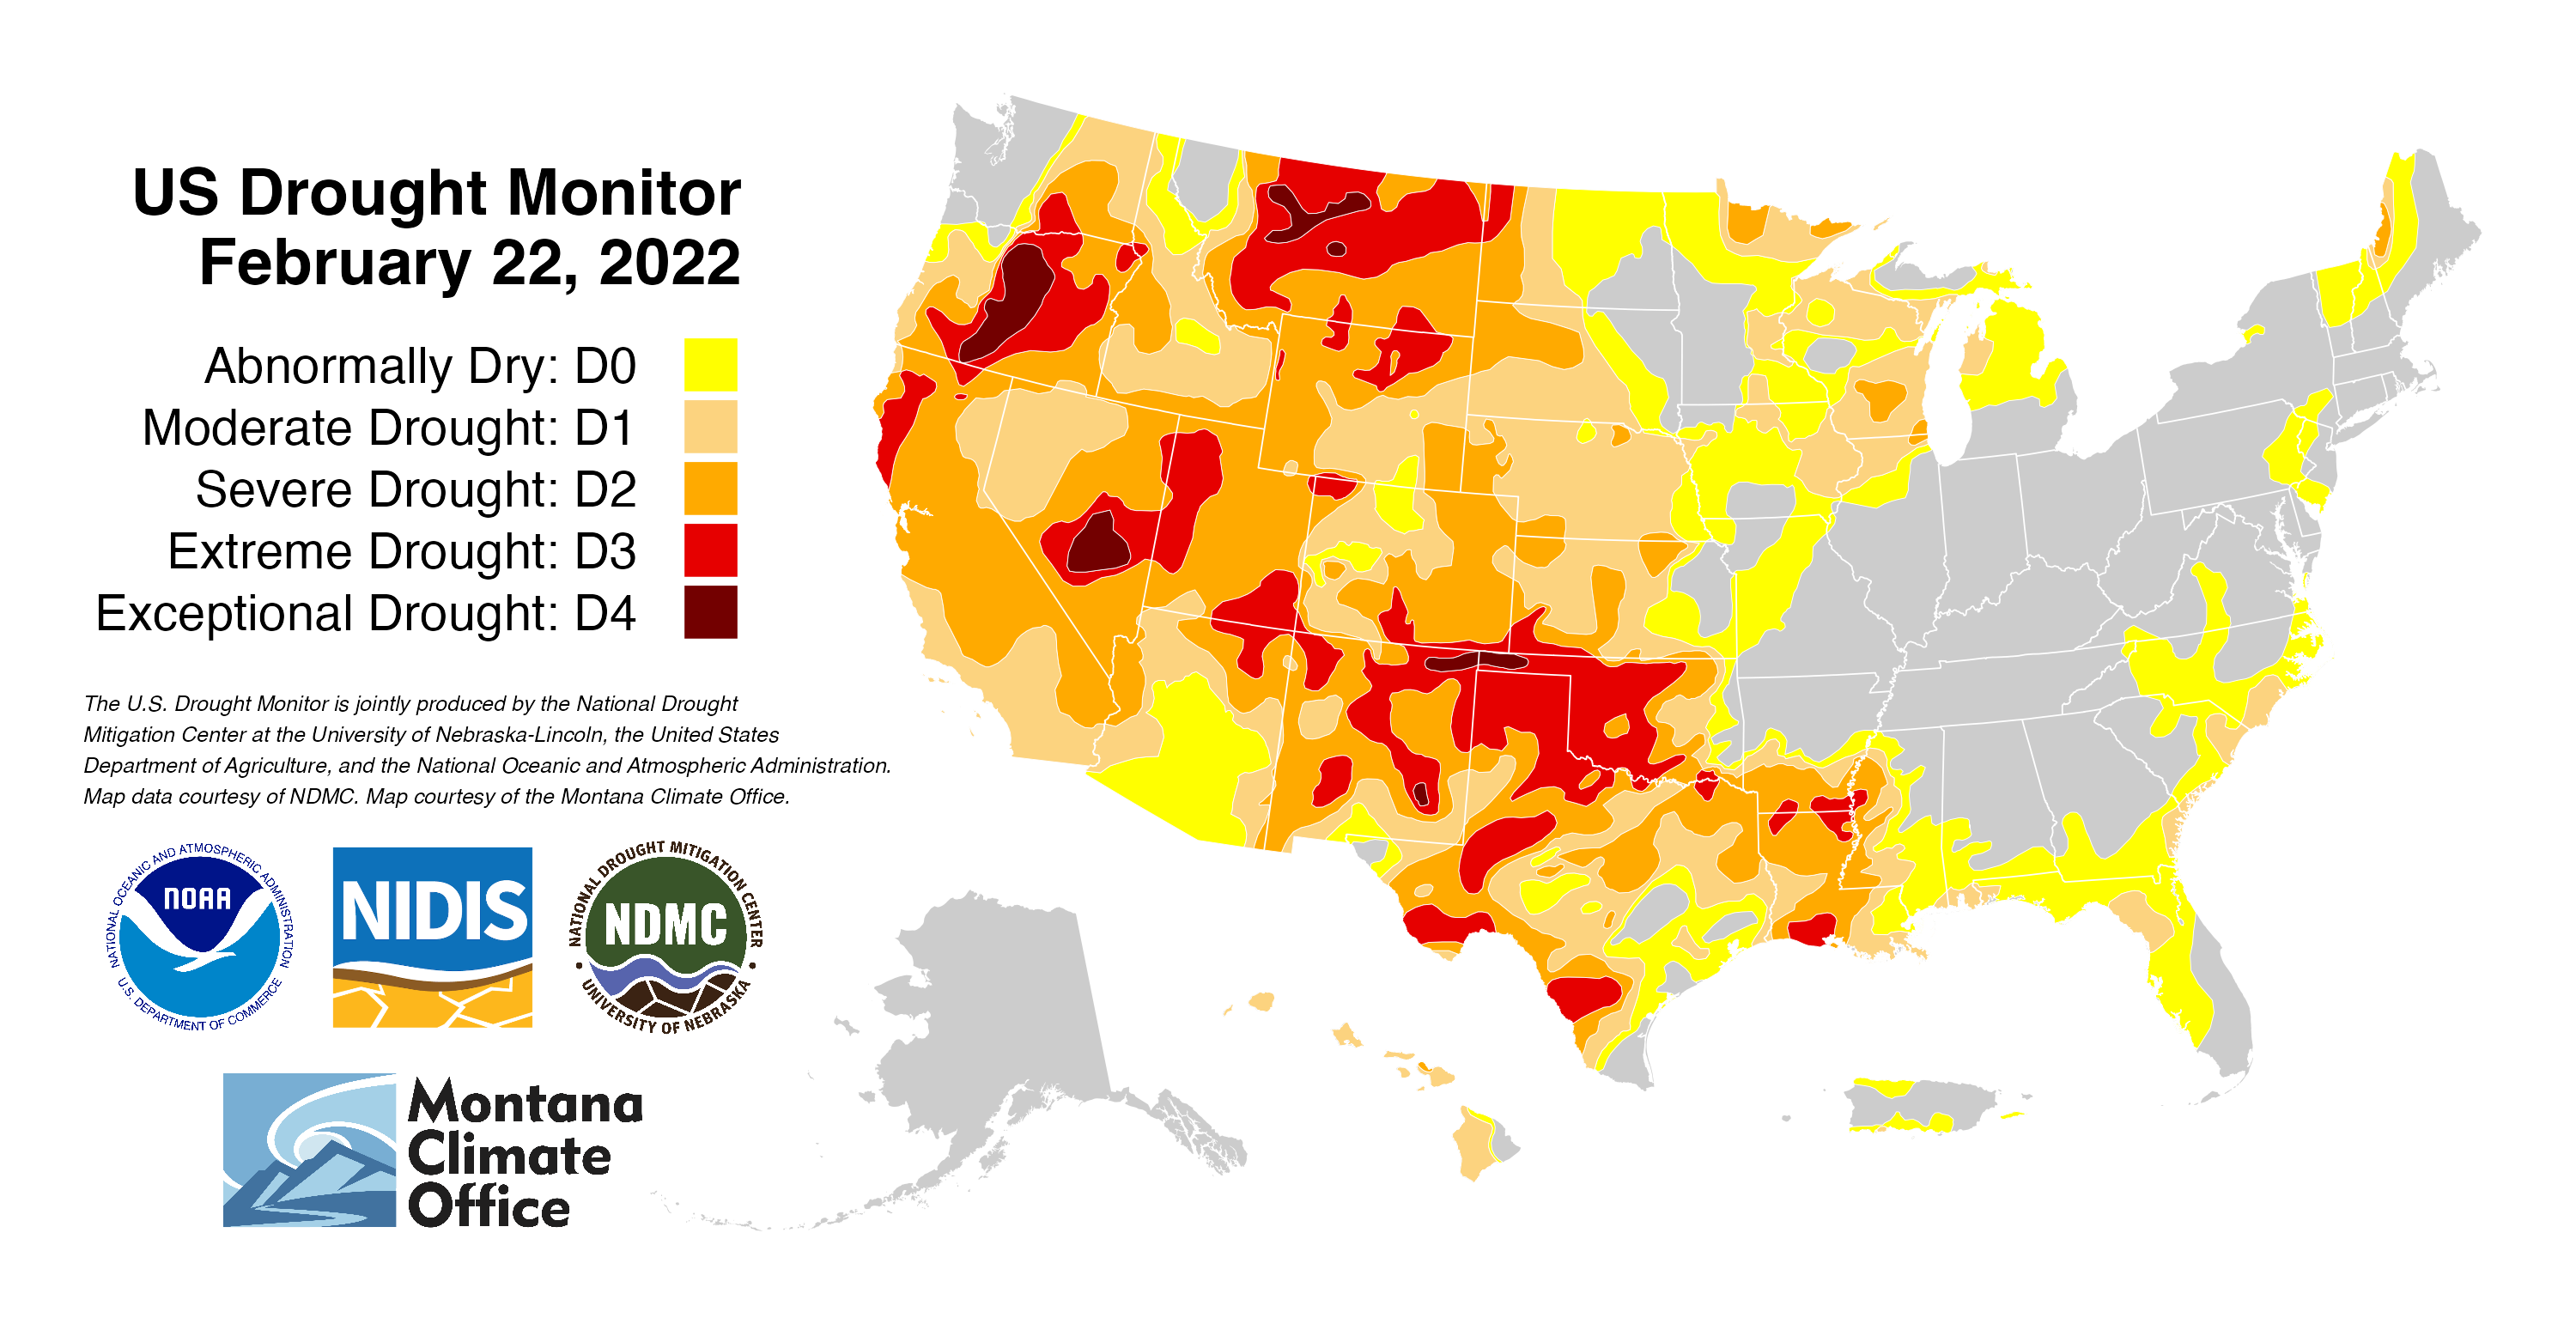 US Drought Monitor
February 22, 2022
Abnormally Dry: D0
Moderate Drought: D1
Severe Drought: D2
Extreme Drought: D3
Exceptional Drought: D4
The U.S. Drought Monitor is jointly produced by the National Drought
Mitigation Center at the University of Nebraska-Lincoln, the United States
Department of Agriculture, and the National Oceanic and Atmospheric Administration.
Map data courtesy of NDMC. Map courtesy of the Montana Climate Office.
NATIONAL OCEANIC AND ATMOSPHERIC ADMINISTRATION
NOAA
U.S. DEPARTMENT OF COMMERCE
NIDIS
NATIONAL DROUGHT MITIGATION CENTER
NDMC
UNIVERSITY OF NEBRASKA
Montana
Climate
Office